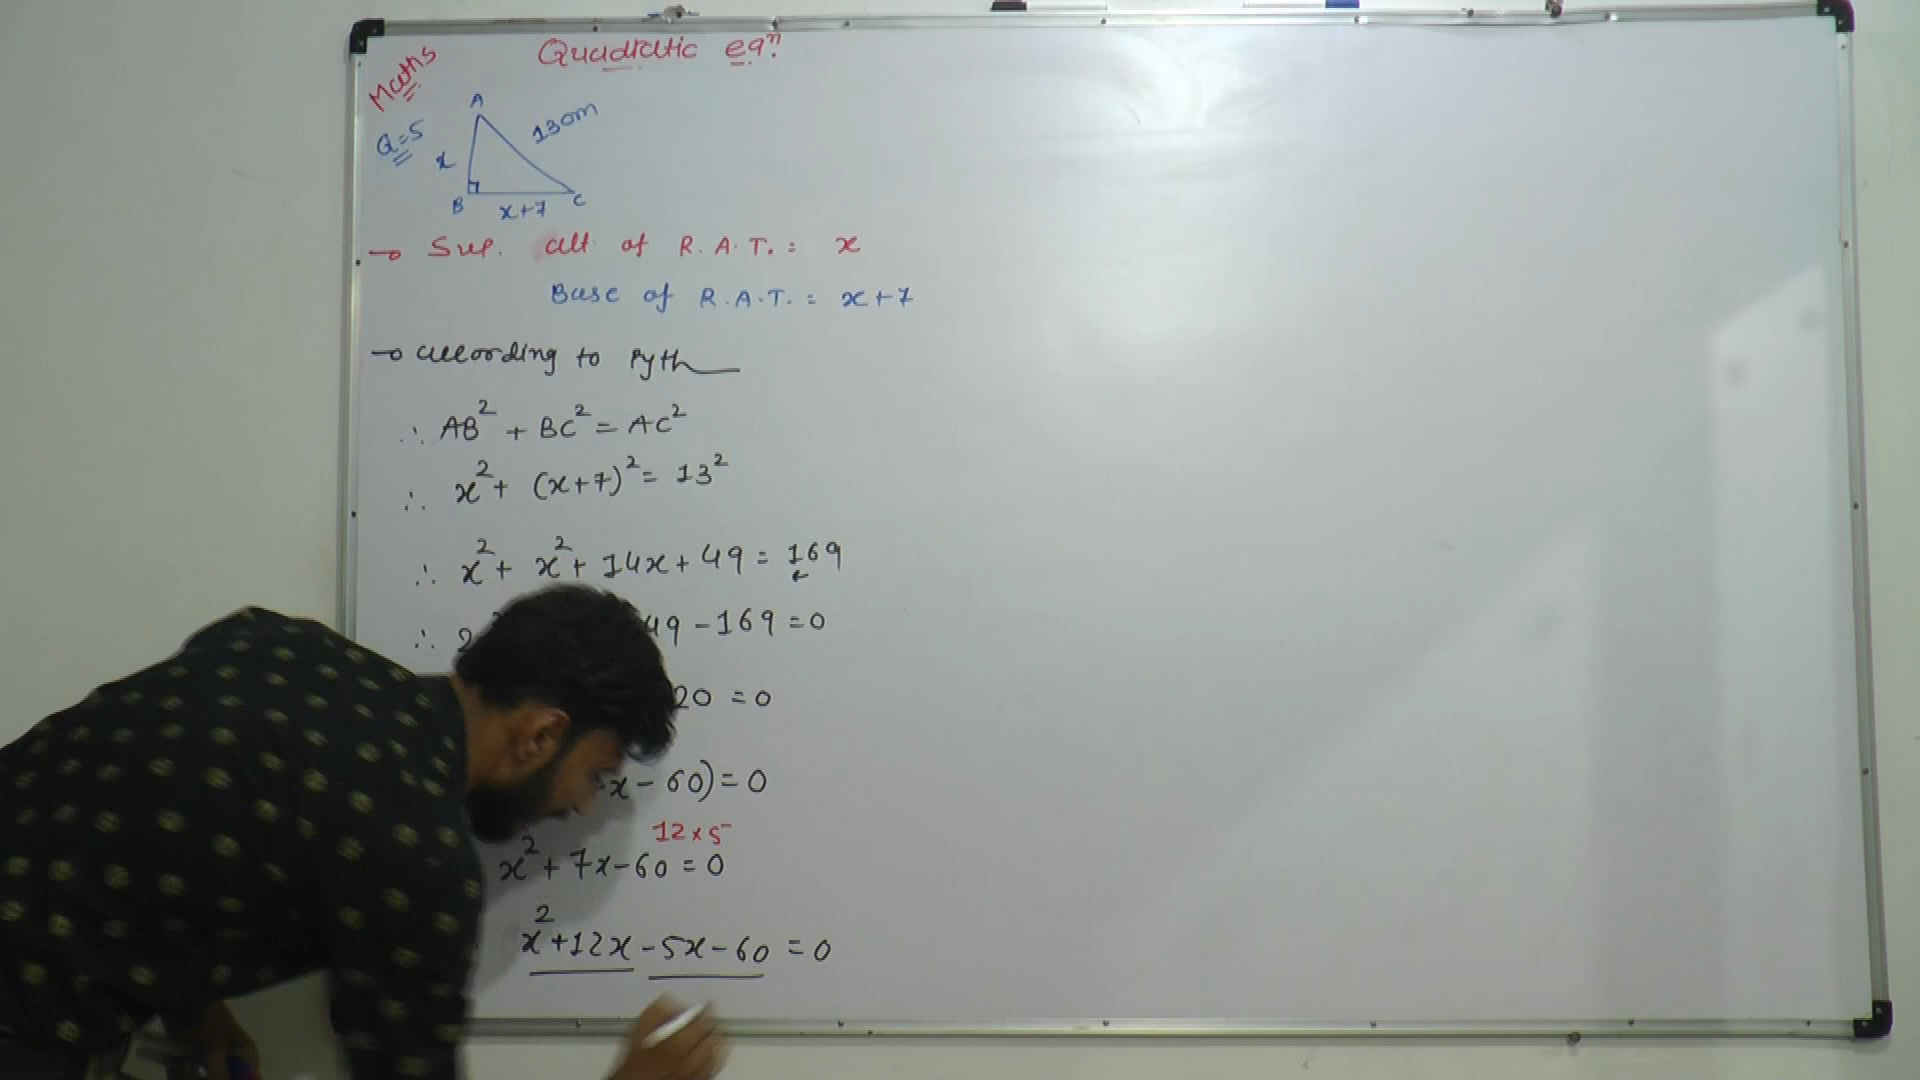 Maths
Quadratic eqⁿ.
Q=5
A
13cm
x
B
x+7
C
→ Sup. alt. of R.A.T. = x
Base of R.A.T. = x+7
→ according to Pyth
∴ AB² + BC² = AC²
∴ x² + (x+7)² = 13²
∴ x² + x² + 14x + 49 = 169
∴ 2 49 - 169 = 0
20 = 0
x - 60) = 0
12 × 5
x² + 7x - 60 = 0
x² + 12x - 5x - 60 = 0